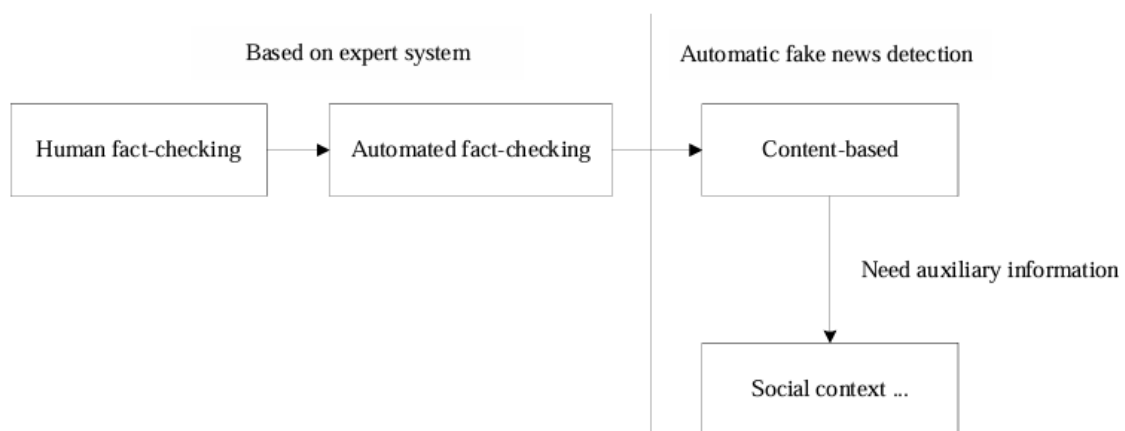 Based on expert system
Automatic fake news detection
Human fact-checking
Automated fact-checking
Content-based
Need auxiliary information
Social context ...